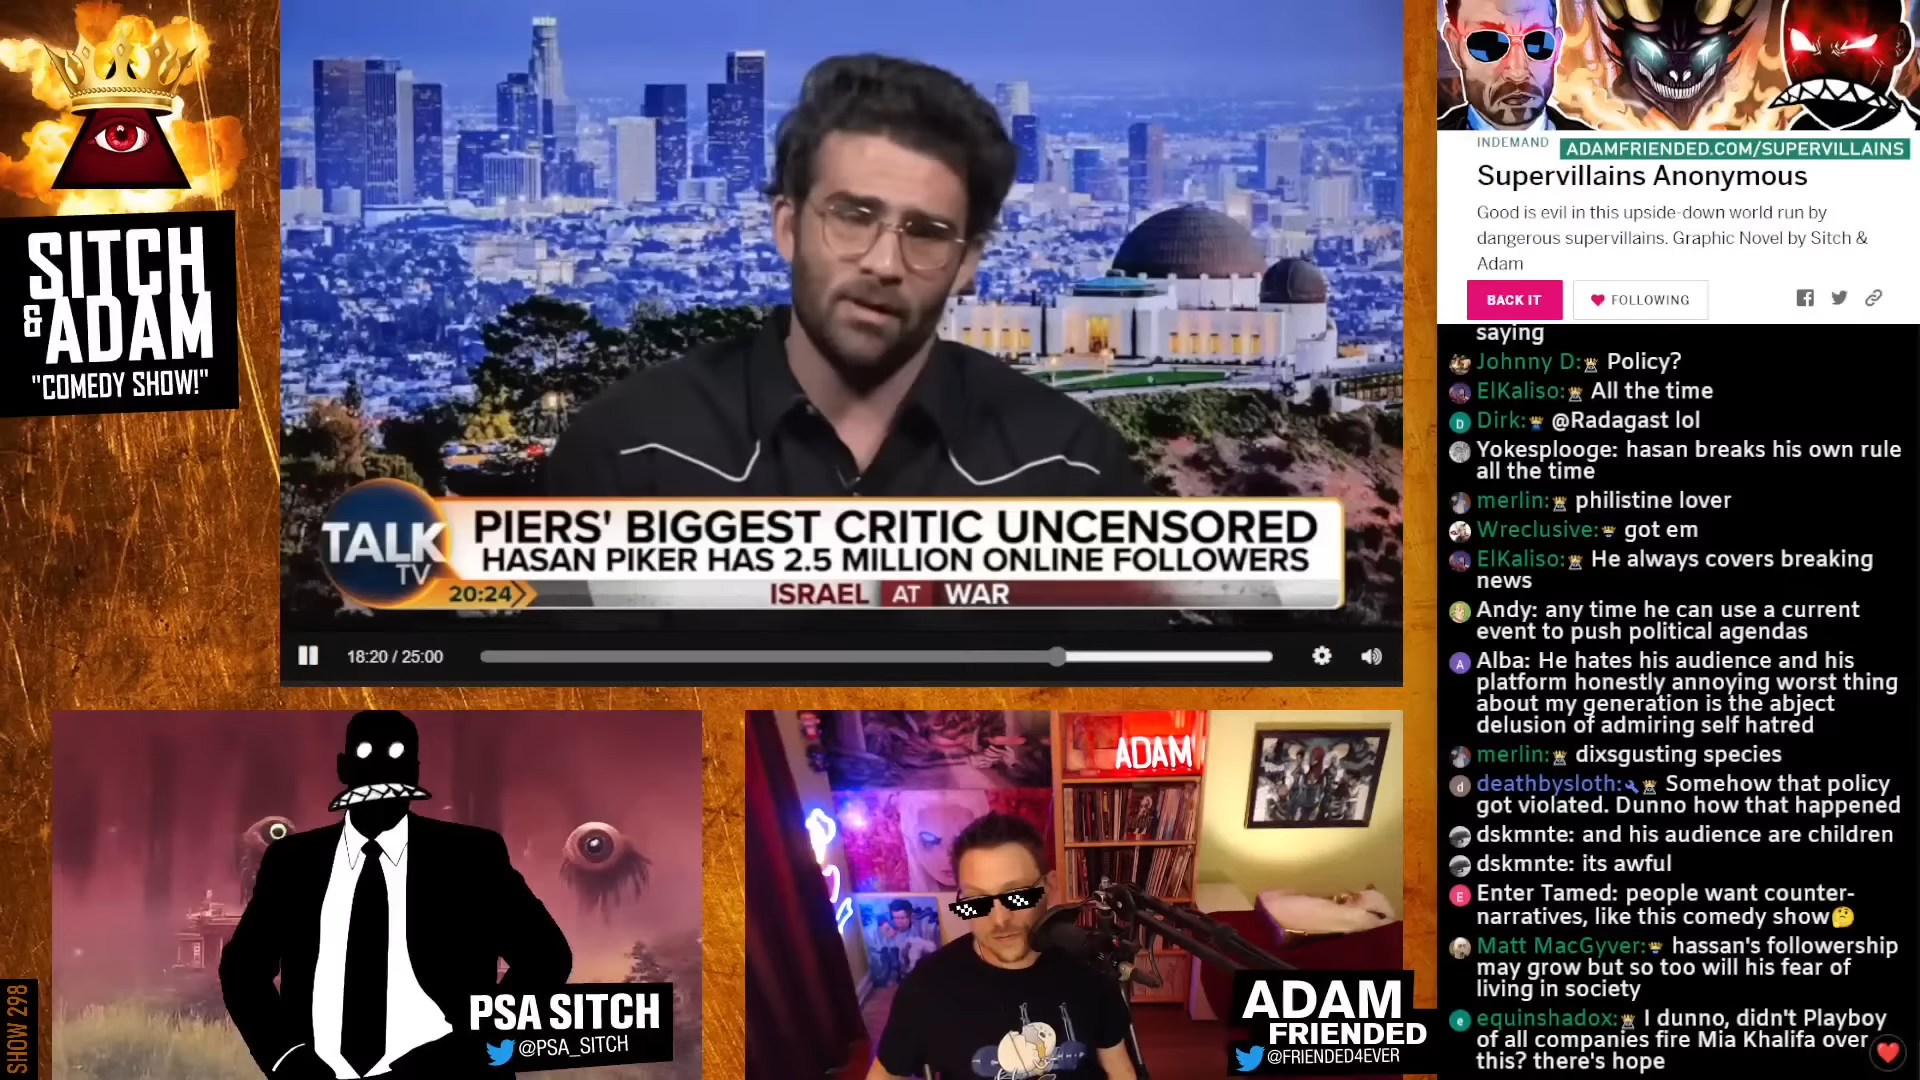 SITCH
& ADAM
"COMEDY SHOW!"
SHOW 298
TALK
TV
PIERS' BIGGEST CRITIC UNCENSORED
HASAN PIKER HAS 2.5 MILLION ONLINE FOLLOWERS
20:24
ISRAEL AT WAR
18:20 / 25:00
PSA SITCH
@PSA_SITCH
ADAM
ADAM
FRIENDED
@FRIENDED4EVER
INDEMAND
ADAMFRIENDED.COM/SUPERVILLAINS
Supervillains Anonymous
Good is evil in this upside-down world run by
dangerous supervillains. Graphic Novel by Sitch &
Adam
BACK IT
FOLLOWING
saying
Johnny D: Policy?
ElKaliso: All the time
D Dirk: @Radagast lol
Yokesplooge: hasan breaks his own rule
all the time
merlin: philistine lover
Wreclusive: got em
ElKaliso: He always covers breaking
news
Andy: any time he can use a current
event to push political agendas
A Alba: He hates his audience and his
platform honestly annoying worst thing
about my generation is the abject
delusion of admiring self hatred
merlin: dixsgusting species
d deathbysloth: Somehow that policy
got violated. Dunno how that happened
dskmnte: and his audience are children
dskmnte: its awful
E Enter Tamed: people want counter-
narratives, like this comedy show🤔
Matt MacGyver: hassan's followership
may grow but so too will his fear of
living in society
e equinshadox: I dunno, didn't Playboy
of all companies fire Mia Khalifa over
this? there's hope